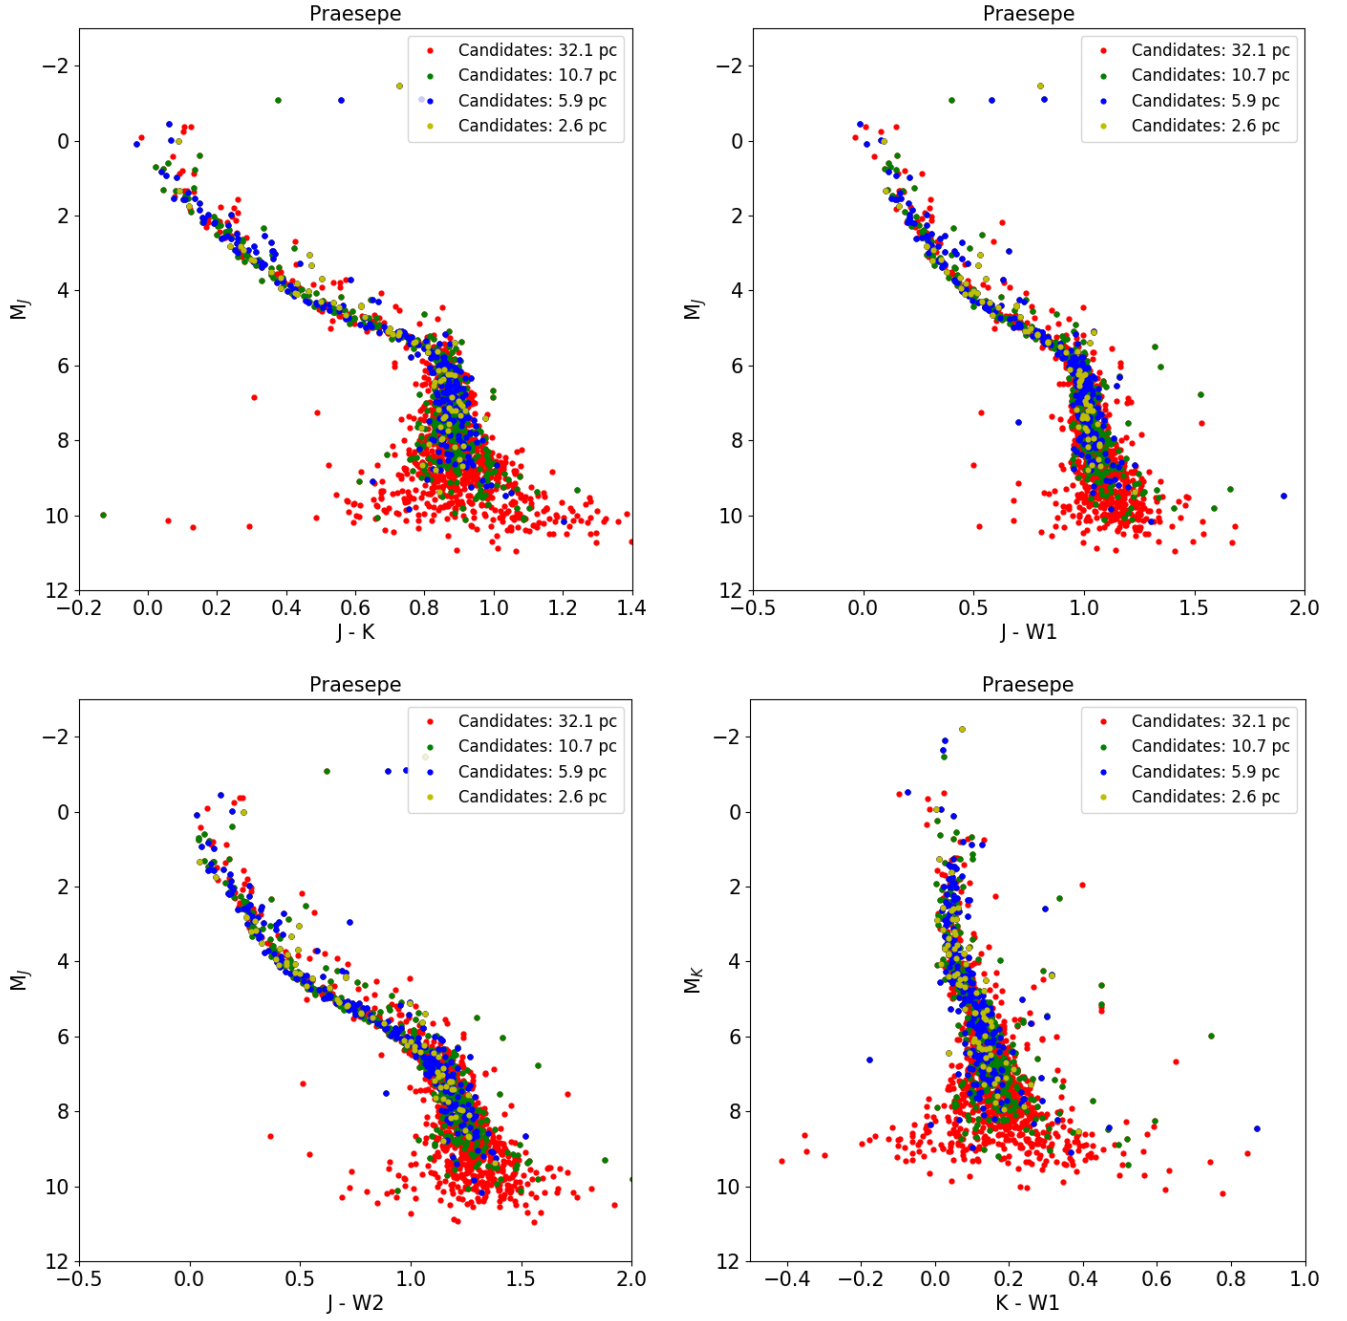 Praesepe
Candidates: 32.1 pc
Candidates: 10.7 pc
Candidates: 5.9 pc
Candidates: 2.6 pc
−2
0
2
4
6
8
10
12
M_J
−0.2 0.0 0.2 0.4 0.6 0.8 1.0 1.2 1.4
J - K
Praesepe
Candidates: 32.1 pc
Candidates: 10.7 pc
Candidates: 5.9 pc
Candidates: 2.6 pc
−2
0
2
4
6
8
10
12
M_J
−0.5 0.0 0.5 1.0 1.5 2.0
J - W1
Praesepe
Candidates: 32.1 pc
Candidates: 10.7 pc
Candidates: 5.9 pc
Candidates: 2.6 pc
−2
0
2
4
6
8
10
12
M_J
−0.5 0.0 0.5 1.0 1.5 2.0
J - W2
Praesepe
Candidates: 32.1 pc
Candidates: 10.7 pc
Candidates: 5.9 pc
Candidates: 2.6 pc
−2
0
2
4
6
8
10
12
M_K
−0.4 −0.2 0.0 0.2 0.4 0.6 0.8 1.0
K - W1